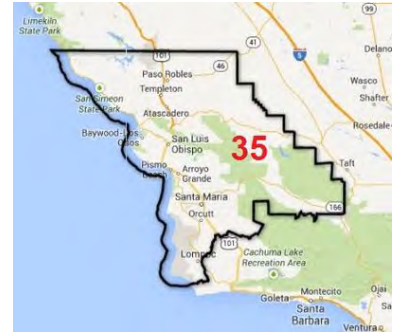 Limekiln
State Park
99
101
41
5
Delano
46
Paso Robles
Templeton
Wasco
Shafter
San Simeon
State Park
Atascadero
Rosedale
Baywood-Los
Osos
San Luis
Obispo
35
Taft
Pismo
Beach
Arroyo
Grande
Santa Maria
166
Orcutt
101
Lompoc
Cachuma Lake
Recreation Area
Montecito
Ojai
Goleta
Santa
Barbara
Ventura